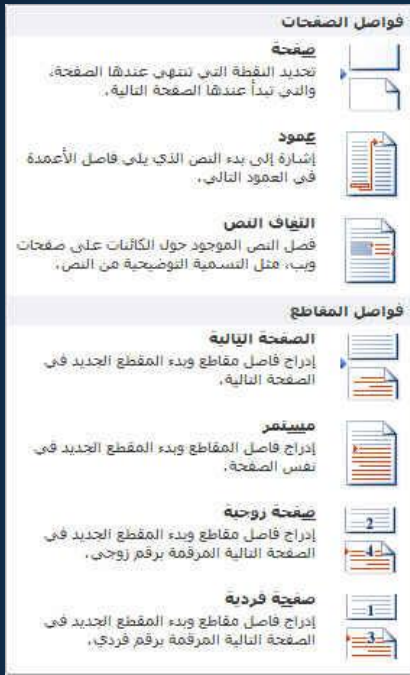 فواصل الصفحات
صفحة
تحديد النقطة التي تنتهي عندها الصفحة،
والتي تبدأ عندها الصفحة التالية.
عمود
إشارة إلى بدء النص الذي يلي فاصل الأعمدة
في العمود التالي.
التفاف النص
فصل النص الموجود حول الكائنات على صفحات
ويب، مثل التسمية التوضيحية من النص.
فواصل المقاطع
الصفحة التالية
إدراج فاصل مقاطع وبدء المقطع الجديد في
الصفحة التالية.
مستمر
إدراج فاصل المقاطع وبدء المقطع الجديد في
نفس الصفحة.
صفحة زوجية
إدراج فاصل مقاطع وبدء المقطع الجديد في
الصفحة التالية المرقمة برقم زوجي.
2
4
صفحة فردية
إدراج فاصل مقاطع وبدء المقطع الجديد في
الصفحة التالية المرقمة برقم فردي.
1
3